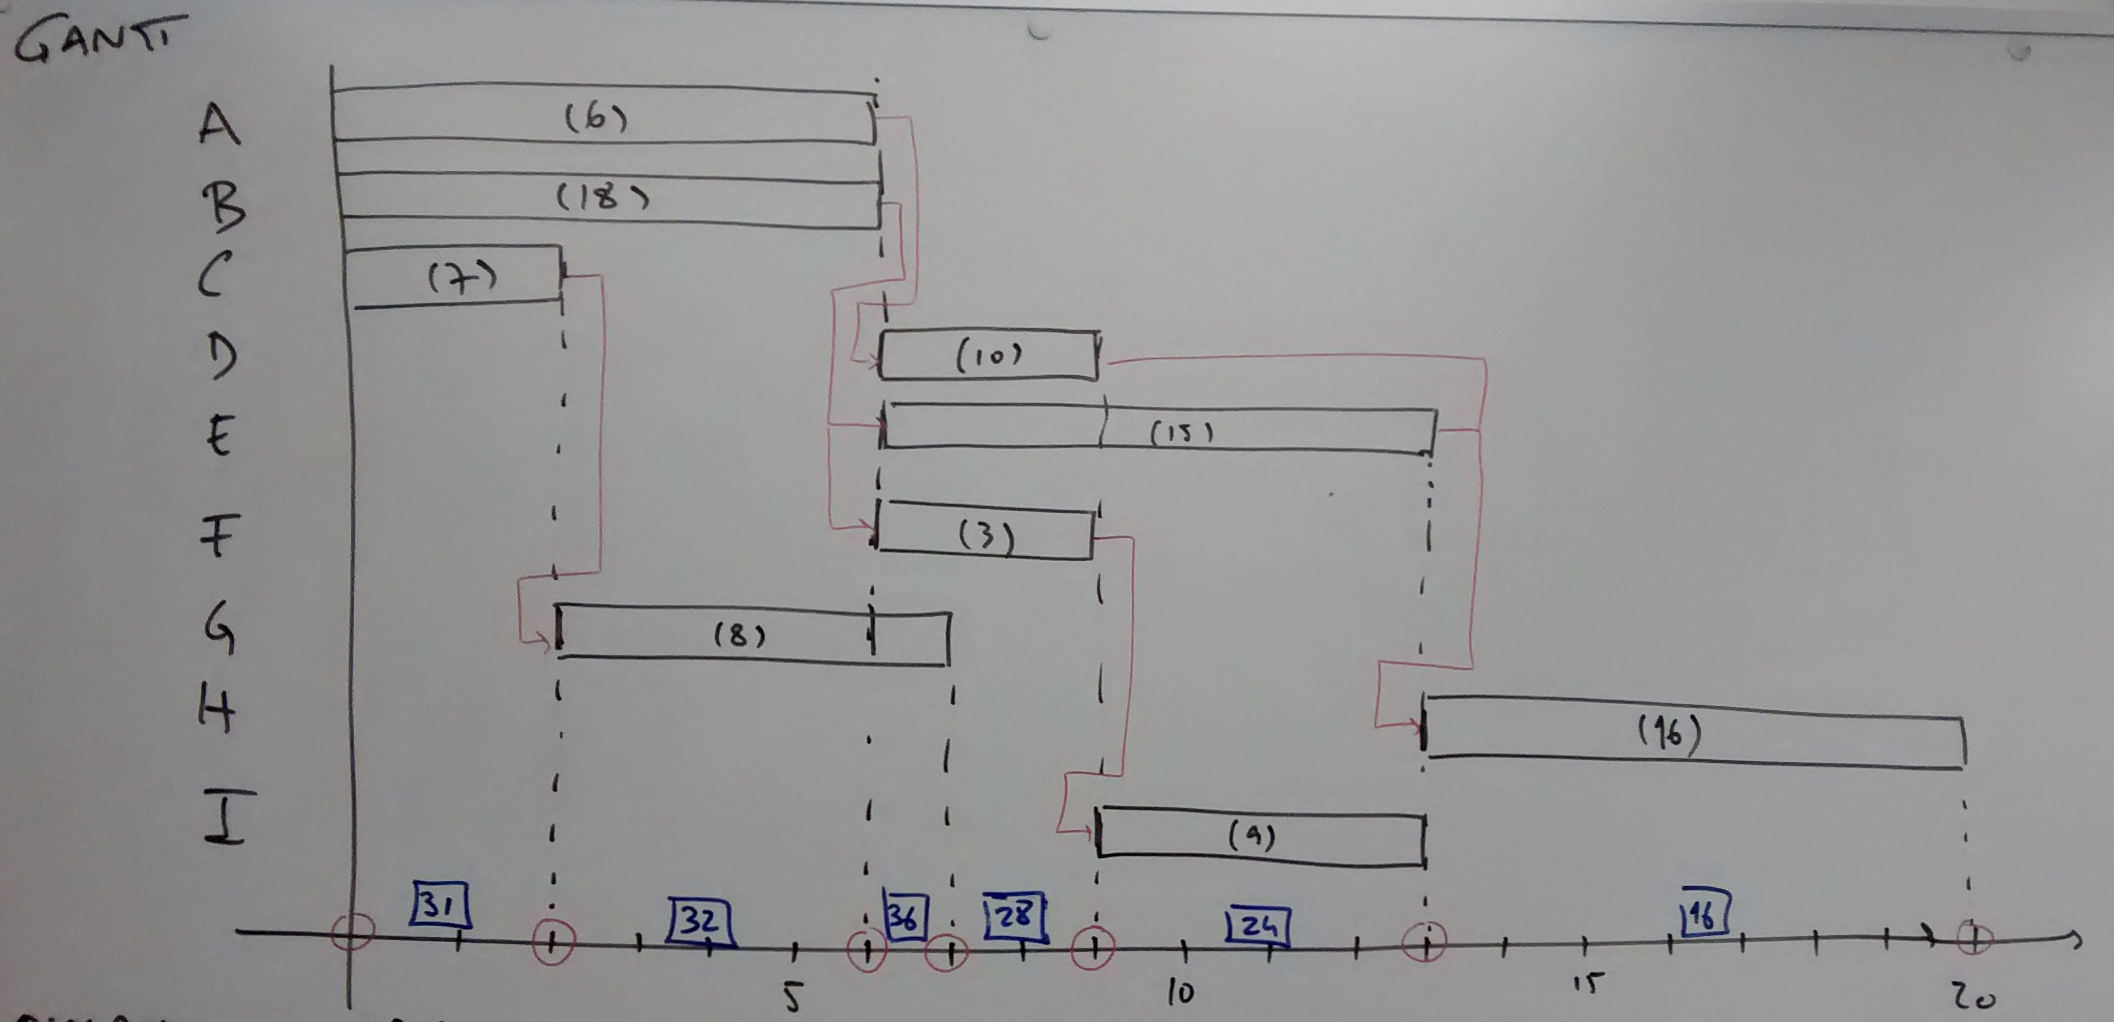 GANTT
A (6)
B (18)
C (7)
D (10)
E (15)
F (3)
G (8)
H (16)
I (9)
31 32 36 28 24 16
5 10 15 20